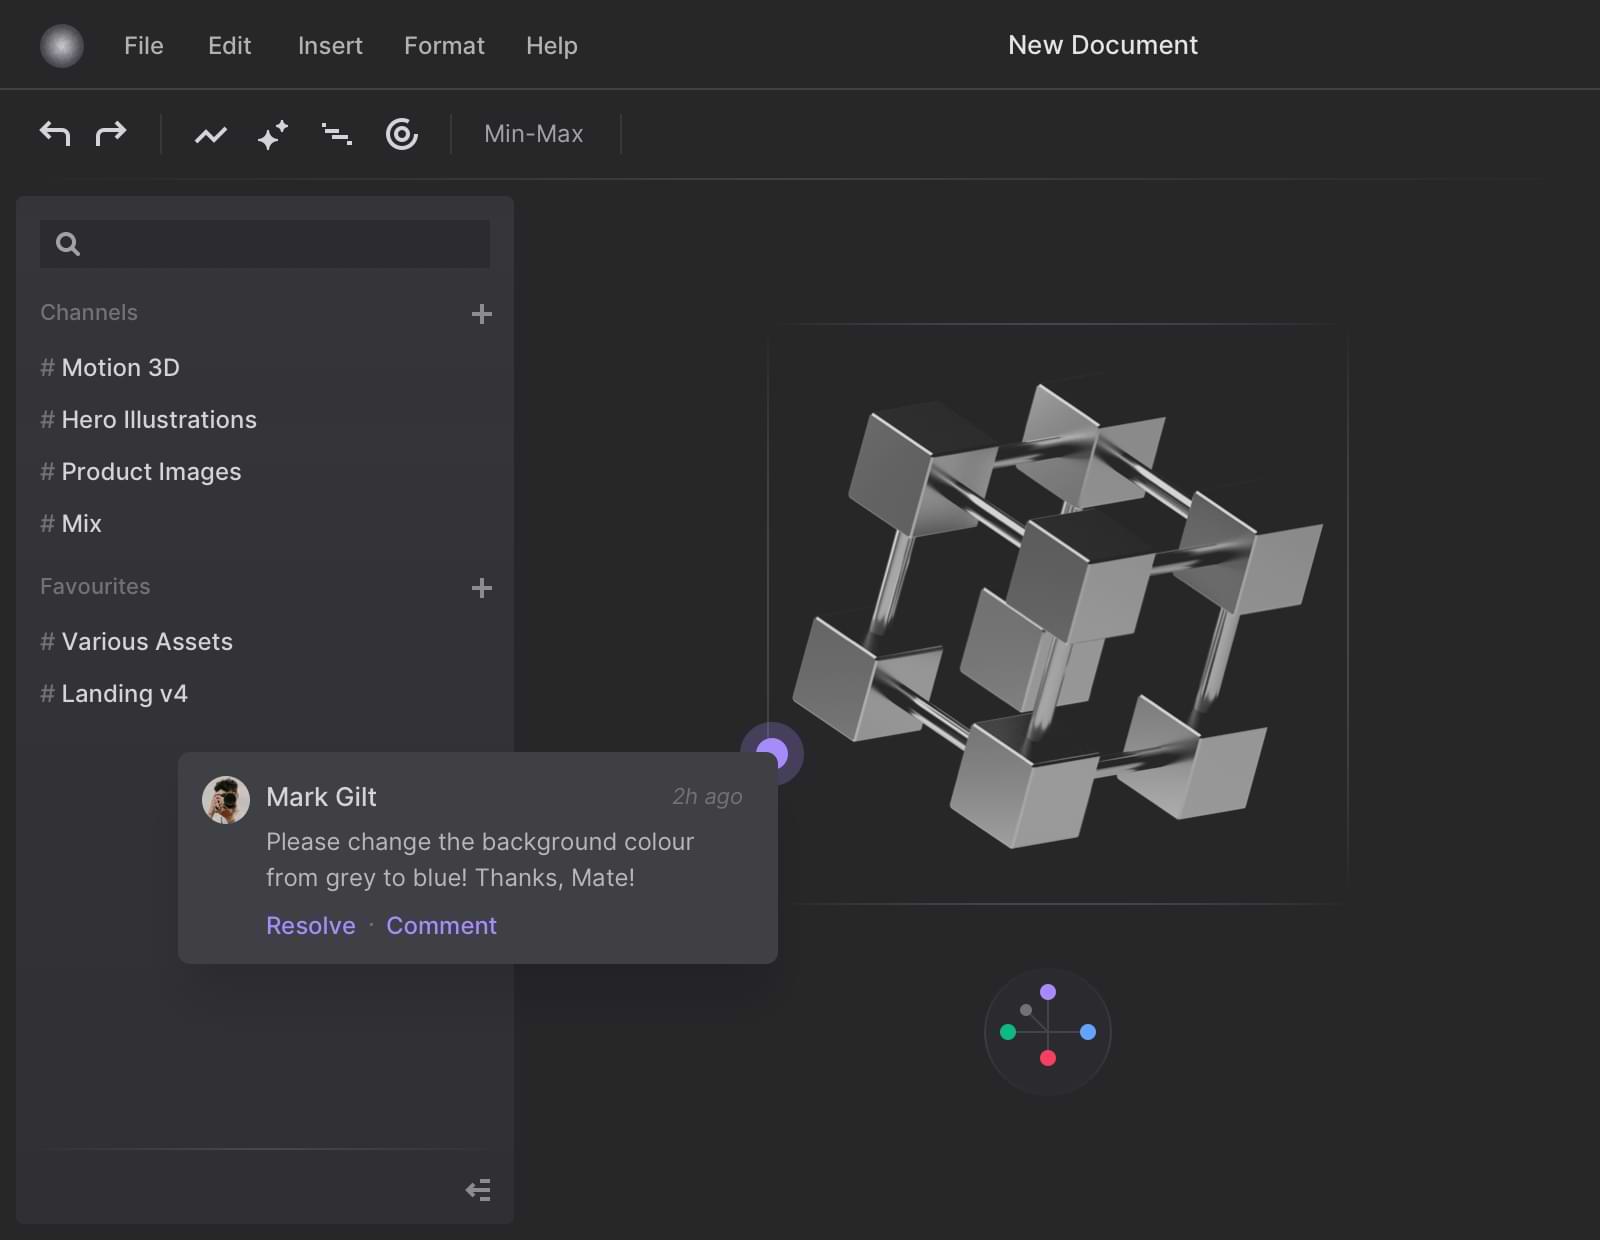 File Edit Insert Format Help New Document
Min-Max
Channels
# Motion 3D
# Hero Illustrations
# Product Images
# Mix
Favourites
# Various Assets
# Landing v4
Mark Gilt 2h ago
Please change the background colour
from grey to blue! Thanks, Mate!
Resolve · Comment